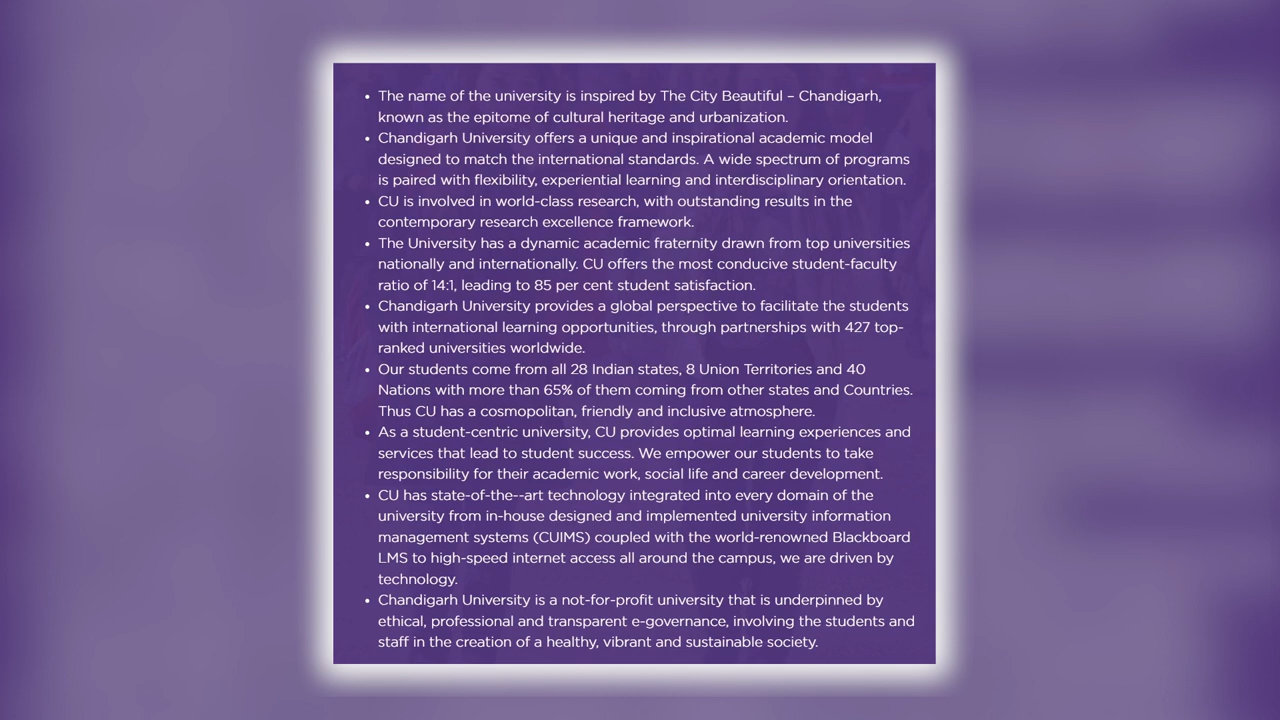 • The name of the university is inspired by The City Beautiful – Chandigarh,
known as the epitome of cultural heritage and urbanization.
• Chandigarh University offers a unique and inspirational academic model
designed to match the international standards. A wide spectrum of programs
is paired with flexibility, experiential learning and interdisciplinary orientation.
• CU is involved in world-class research, with outstanding results in the
contemporary research excellence framework.
• The University has a dynamic academic fraternity drawn from top universities
nationally and internationally. CU offers the most conducive student-faculty
ratio of 14:1, leading to 85 per cent student satisfaction.
• Chandigarh University provides a global perspective to facilitate the students
with international learning opportunities, through partnerships with 427 top-
ranked universities worldwide.
• Our students come from all 28 Indian states, 8 Union Territories and 40
Nations with more than 65% of them coming from other states and Countries.
Thus CU has a cosmopolitan, friendly and inclusive atmosphere.
• As a student-centric university, CU provides optimal learning experiences and
services that lead to student success. We empower our students to take
responsibility for their academic work, social life and career development.
• CU has state-of-the--art technology integrated into every domain of the
university from in-house designed and implemented university information
management systems (CUIMS) coupled with the world-renowned Blackboard
LMS to high-speed internet access all around the campus, we are driven by
technology.
• Chandigarh University is a not-for-profit university that is underpinned by
ethical, professional and transparent e-governance, involving the students and
staff in the creation of a healthy, vibrant and sustainable society.